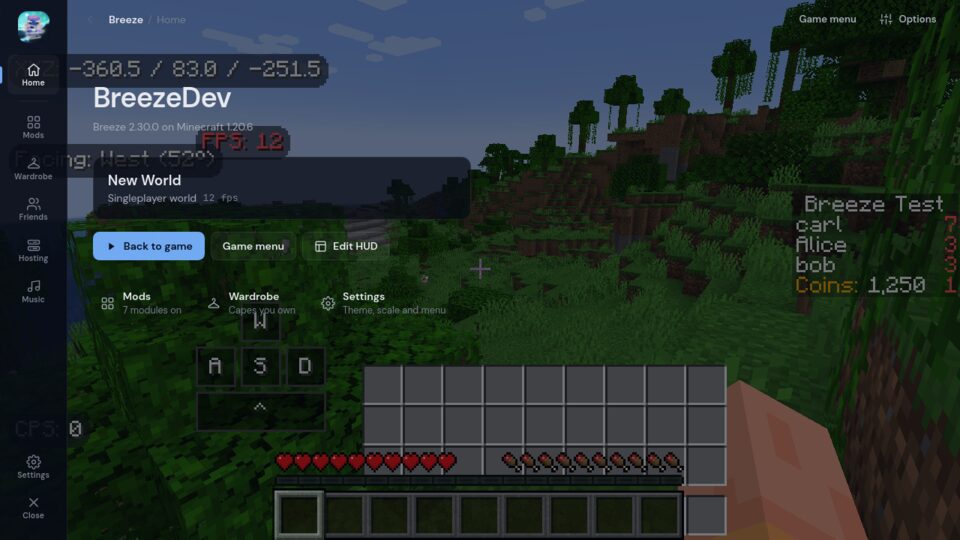 Breeze / Home
Game menu
Options
XYZ: -360.5 / 83.0 / -251.5
Home
BreezeDev
Breeze 2.30.0 on Minecraft 1.20.6
FPS: 12
Mods
Facing: West (52°)
Wardrobe
New World
Singleplayer world 12 fps
Friends
Breeze Test
carl 7
Alice 3
bob 3
Coins: 1,250 1
Back to game
Game menu
Edit HUD
Hosting
Music
Mods
7 modules on
Wardrobe
Capes you own
Settings
Theme, scale and menu
W
A S D
^
CPS: 0
Settings
Close